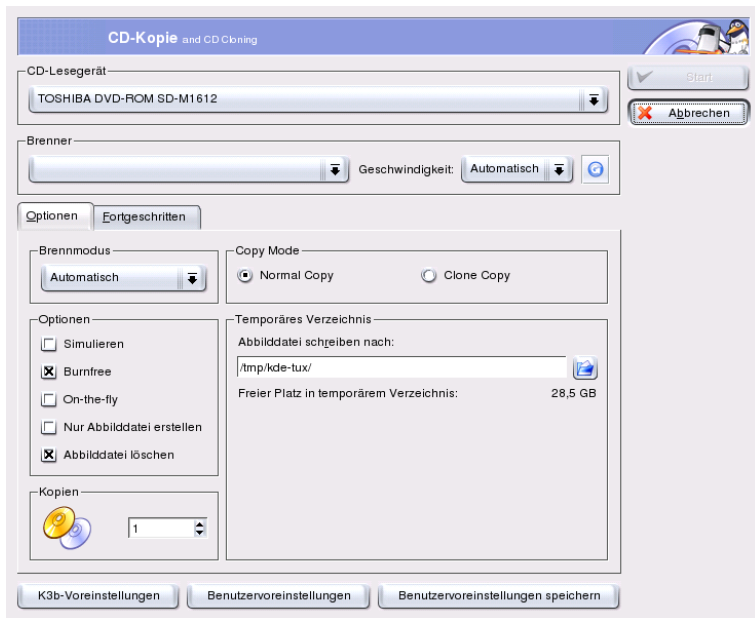 CD-Kopie and CD Cloning
CD-Lesegerät
TOSHIBA DVD-ROM SD-M1612
Start
Abbrechen
Brenner
Geschwindigkeit: Automatisch
Optionen Fortgeschritten
Brennmodus
Automatisch
Copy Mode
Normal Copy Clone Copy
Optionen
Simulieren
Burnfree
On-the-fly
Nur Abbilddatei erstellen
Abbilddatei löschen
Temporäres Verzeichnis
Abbilddatei schreiben nach:
/tmp/kde-tux/
Freier Platz in temporärem Verzeichnis: 28,5 GB
Kopien
1
K3b-Voreinstellungen Benutzervoreinstellungen Benutzervoreinstellungen speichern